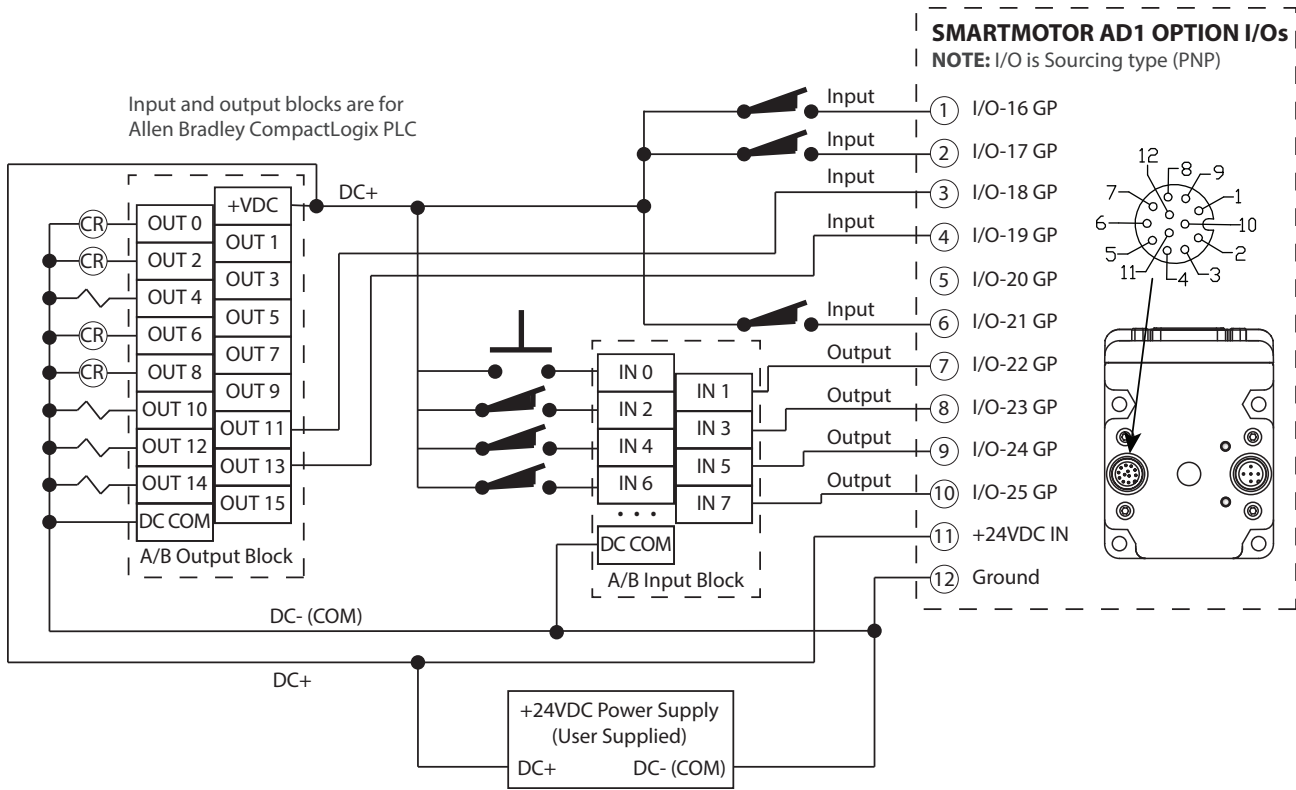 SMARTMOTOR AD1 OPTION I/Os
NOTE: I/O is Sourcing type (PNP)
Input and output blocks are for
Allen Bradley CompactLogix PLC
DC+
+VDC
OUT 0
OUT 1
OUT 2
OUT 3
OUT 4
OUT 5
OUT 6
OUT 7
OUT 8
OUT 9
OUT 10
OUT 11
OUT 12
OUT 13
OUT 14
OUT 15
DC COM
A/B Output Block
CR
CR
CR
CR
IN 0
IN 1
IN 2
IN 3
IN 4
IN 5
IN 6
IN 7
. . .
DC COM
A/B Input Block
Input
1 I/O-16 GP
Input
2 I/O-17 GP
Input
3 I/O-18 GP
Input
4 I/O-19 GP
5 I/O-20 GP
Input
6 I/O-21 GP
Output
7 I/O-22 GP
Output
8 I/O-23 GP
Output
9 I/O-24 GP
Output
10 I/O-25 GP
11 +24VDC IN
12 Ground
12
8
9
7
1
6
10
5
2
11
4
3
DC- (COM)
DC+
+24VDC Power Supply
(User Supplied)
DC+ DC- (COM)